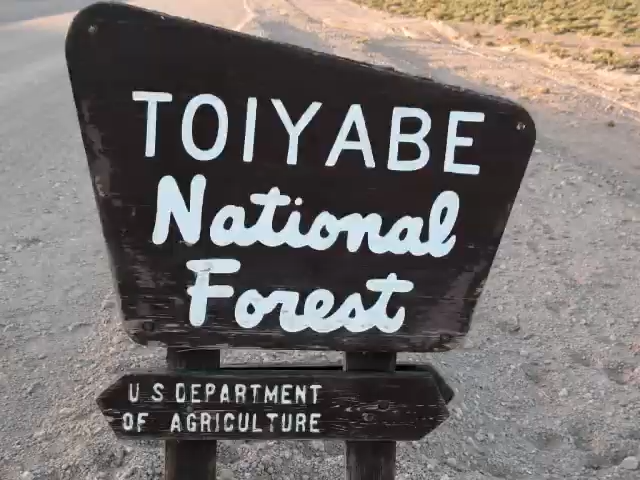 TOIYABE
National
Forest
U S DEPARTMENT
OF AGRICULTURE